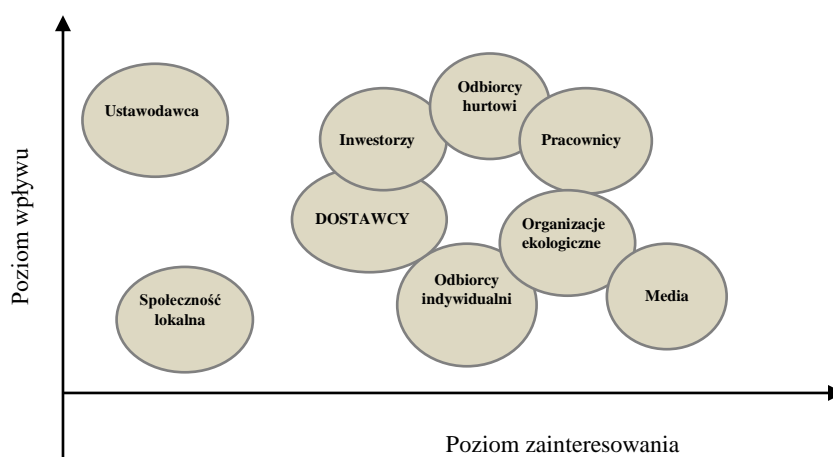 Poziom wpływu
Ustawodawca
Odbiorcy
hurtowi
Inwestorzy
Pracownicy
DOSTAWCY
Organizacje
ekologiczne
Odbiorcy
indywidualni
Media
Społeczność
lokalna
Poziom zainteresowania